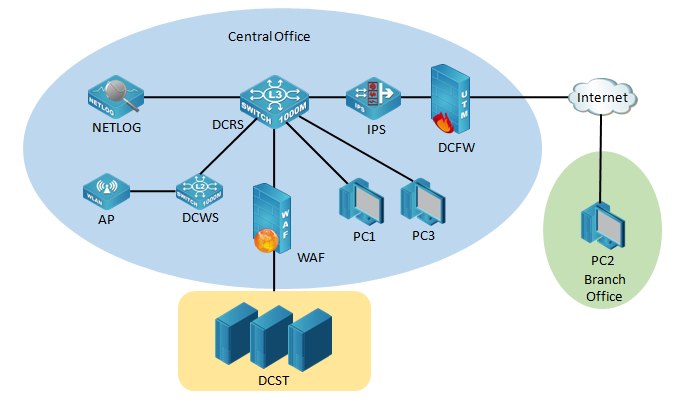 Central Office
NETLOG
NETLOG
L3
SWITCH 1000M
DCRS
IPS
IPS
UTM
DCFW
Internet
WLAN
AP
L2
SWITCH 1000M
DCWS
WAF
WAF
PC1
PC3
PC2
Branch
Office
DCST